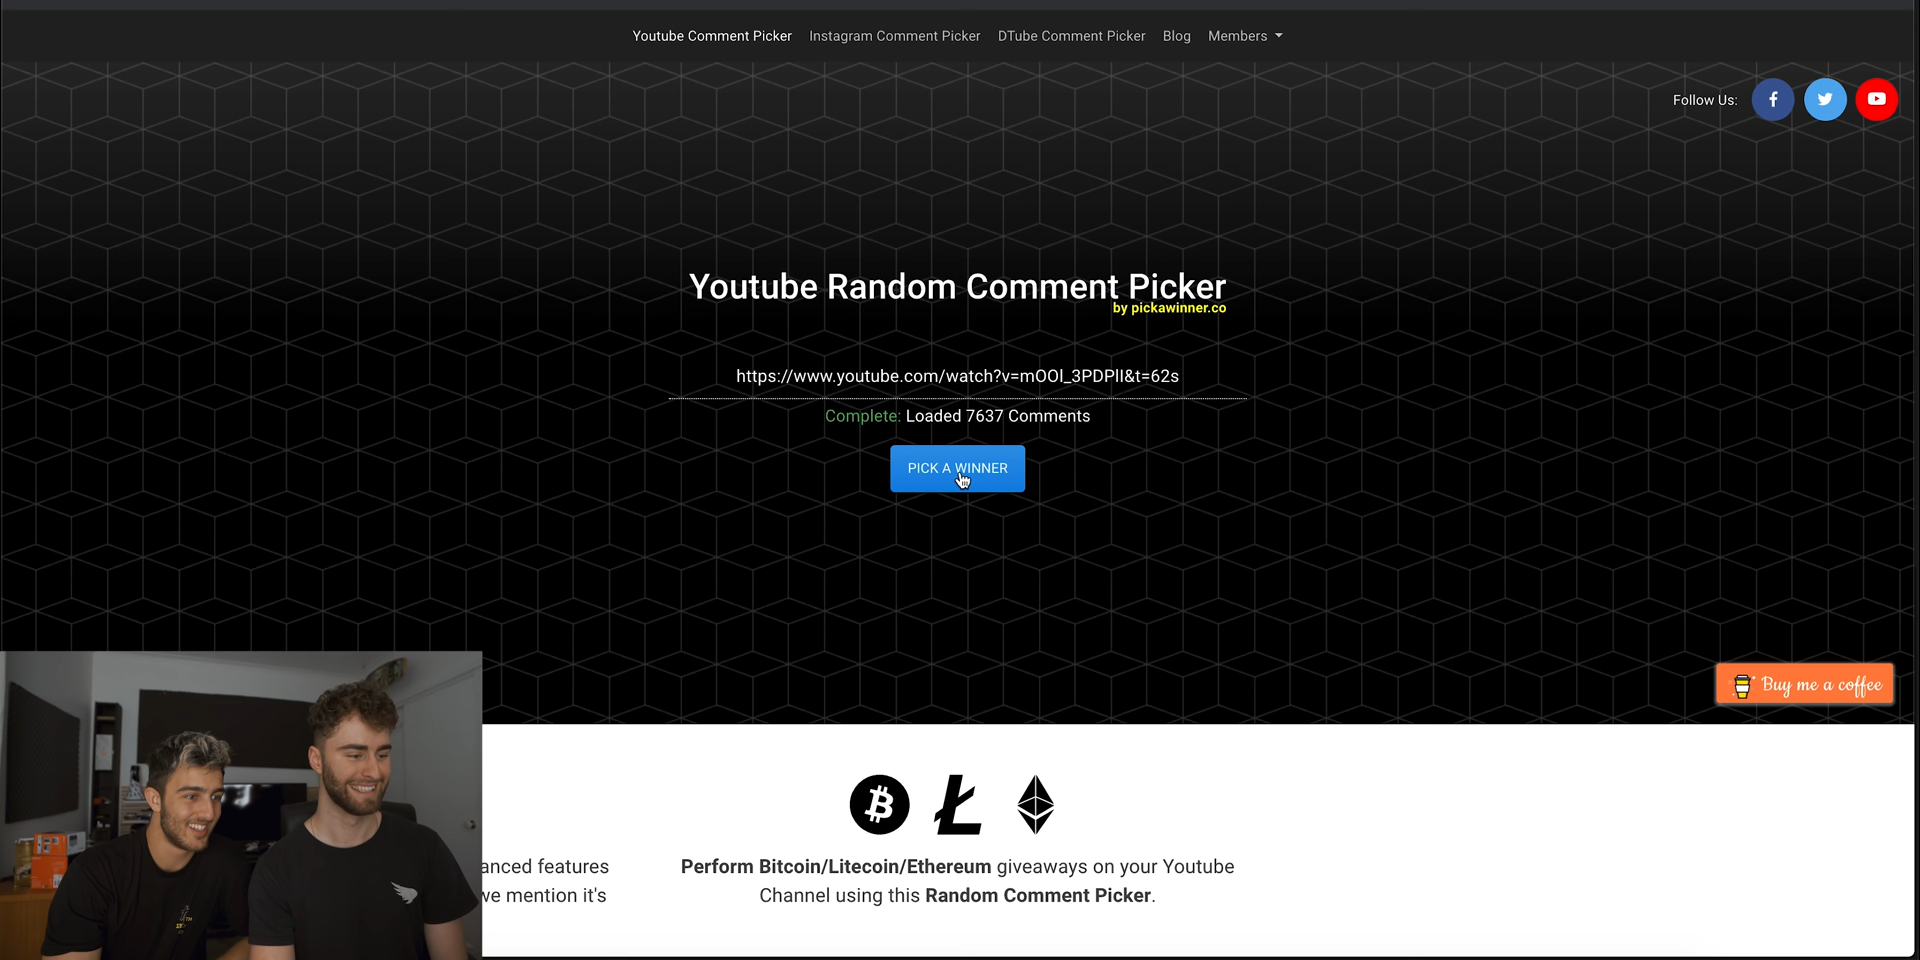 Youtube Comment Picker Instagram Comment Picker DTube Comment Picker Blog Members
Follow Us:
Youtube Random Comment Picker
by pickawinner.co
https://www.youtube.com/watch?v=mOOl_3PDPII&t=62s
Complete: Loaded 7637 Comments
PICK A WINNER
Buy me a coffee
anced features
ve mention it's
Perform Bitcoin/Litecoin/Ethereum giveaways on your Youtube
Channel using this Random Comment Picker.